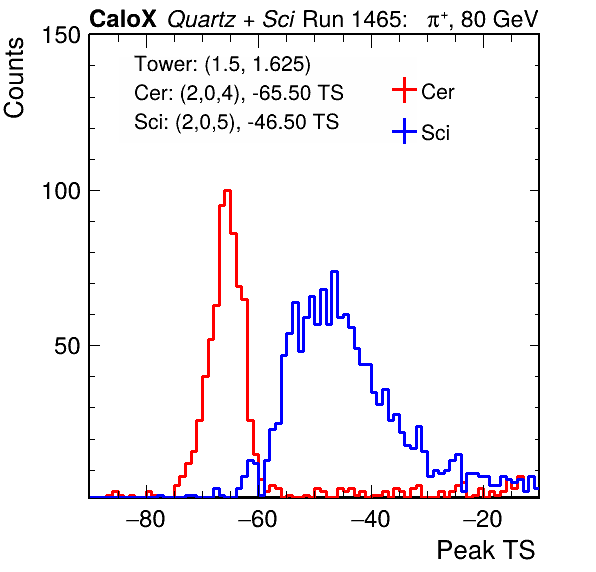 CaloX Quartz + Sci Run 1465: π+, 80 GeV
Counts
150
100
50
Tower: (1.5, 1.625)
Cer: (2,0,4), -65.50 TS
Sci: (2,0,5), -46.50 TS
Cer
Sci
−80 −60 −40 −20
Peak TS